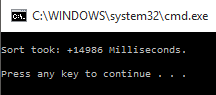 C:\WINDOWS\system32\cmd.exe
Sort took: +14986 Milliseconds.
Press any key to continue . . .